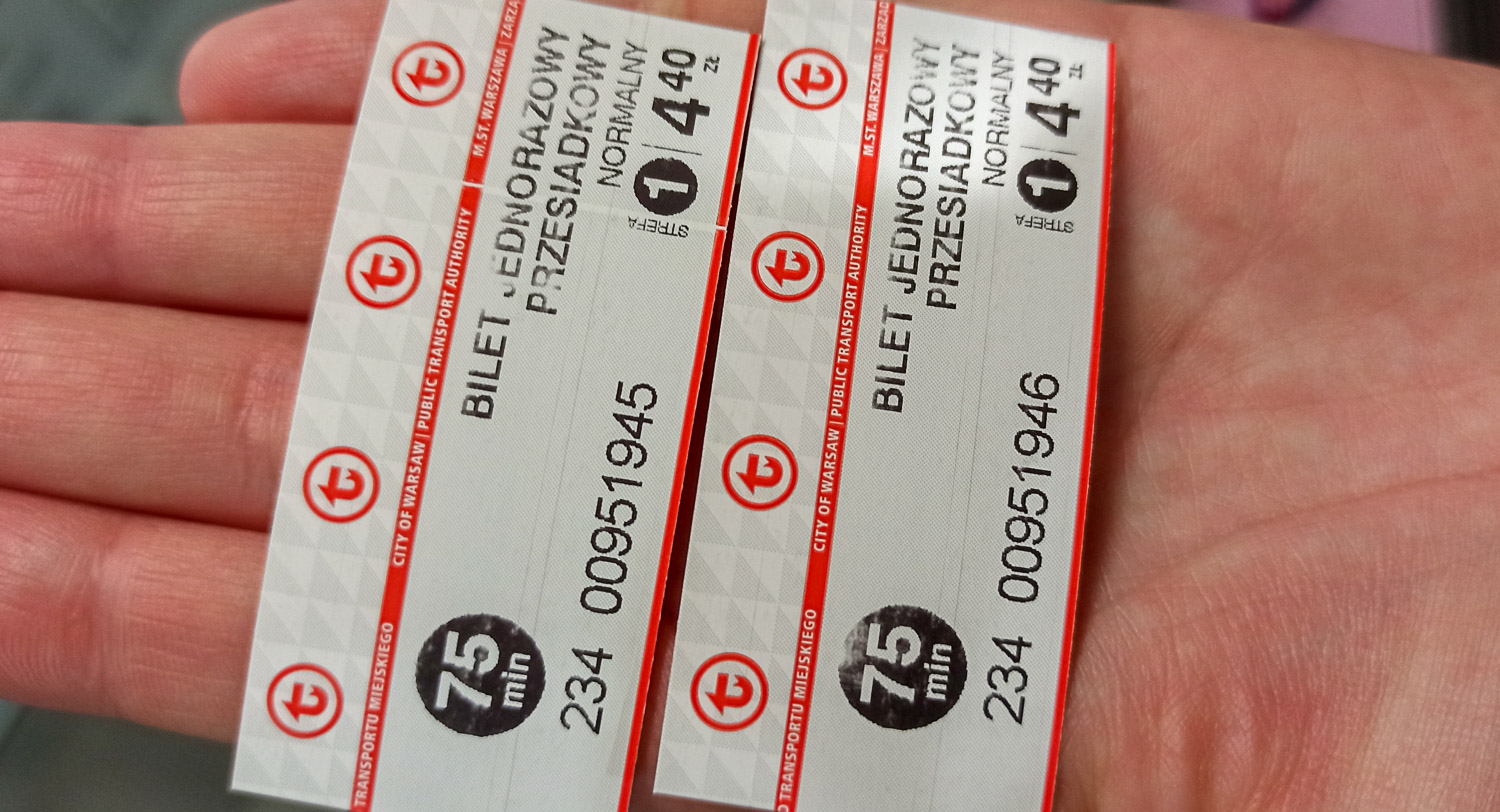 TRANSPORTU MIEJSKIEGO CITY OF WARSAW | PUBLIC TRANSPORT AUTHORITY M.ST. WARSZAWA | ZARZĄ
75
min
BILET JEDNORAZOWY
PRZESIADKOWY
NORMALNY
STREFA 1 | 4 40 ZŁ
234 00951945
TRANSPORTU MIEJSKIEGO CITY OF WARSAW | PUBLIC TRANSPORT AUTHORITY M.ST. WARSZAWA | ZARZĄD
75
min
BILET JEDNORAZOWY
PRZESIADKOWY
NORMALNY
STREFA 1 | 4 40 ZŁ
234 00951946